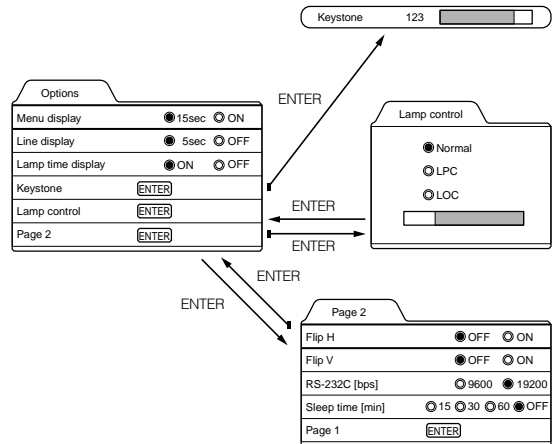 Keystone 123
Options
Menu display 15sec ON
Line display 5sec OFF
Lamp time display ON OFF
Keystone ENTER
Lamp control ENTER
Page 2 ENTER
ENTER
Lamp control
Normal
LPC
LOC
ENTER
ENTER
ENTER
ENTER
Page 2
Flip H OFF ON
Flip V OFF ON
RS-232C [bps] 9600 19200
Sleep time [min] 15 30 60 OFF
Page 1 ENTER